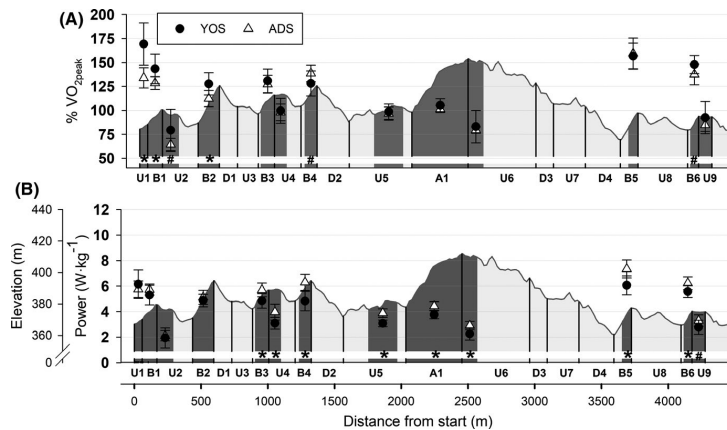 (A)
● YOS △ ADS
200
175
150
125
100
75
50
% VO2peak
* * # * #  #
U1 B1 U2 B2 D1 U3 B3 U4 B4 D2 U5 A1 U6 D3 U7 D4 B5 U8 B6 U9
(B)
440
420
400
380
360
0
Elevation (m)
12
10
8
6
4
2
0
Power (W·kg-1)
* * * * * * * * #
U1 B1 U2 B2 D1 U3 B3 U4 B4 D2 U5 A1 U6 D3 U7 D4 B5 U8 B6 U9
0 500 1000 1500 2000 2500 3000 3500 4000
Distance from start (m)